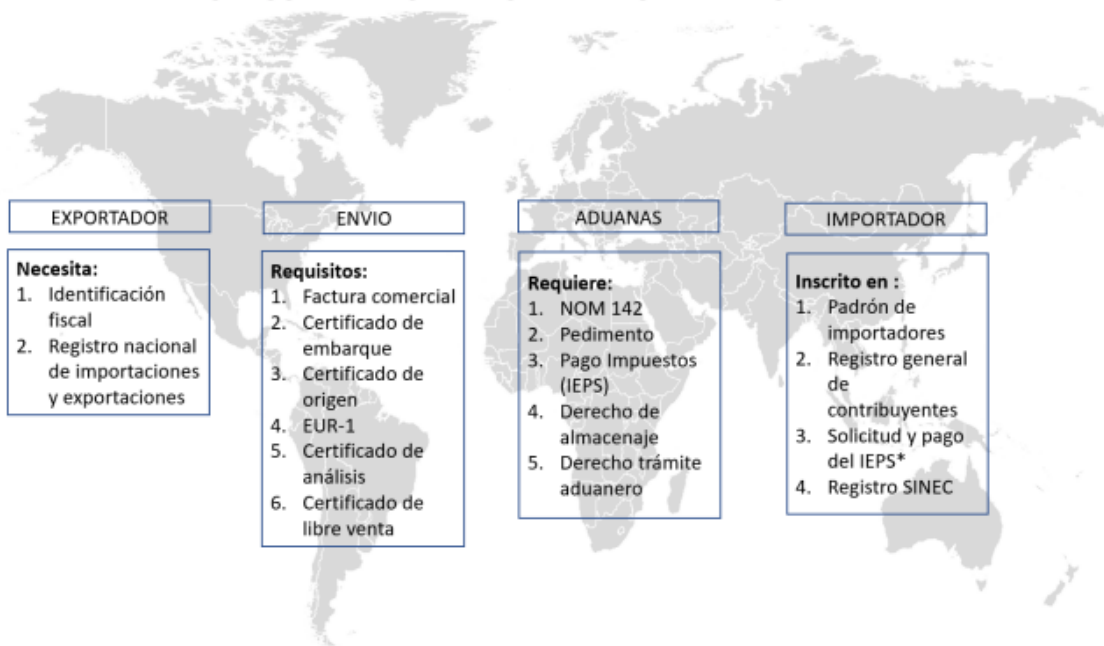 EXPORTADOR
Necesita:
1. Identificación
fiscal
2. Registro nacional
de importaciones
y exportaciones
ENVIO
Requisitos:
1. Factura comercial
2. Certificado de
embarque
3. Certificado de
origen
4. EUR-1
5. Certificado de
análisis
6. Certificado de
libre venta
ADUANAS
Requiere:
1. NOM 142
2. Pedimento
3. Pago Impuestos
(IEPS)
4. Derecho de
almacenaje
5. Derecho trámite
aduanero
IMPORTADOR
Inscrito en :
1. Padrón de
importadores
2. Registro general
de
contribuyentes
3. Solicitud y pago
del IEPS*
4. Registro SINEC